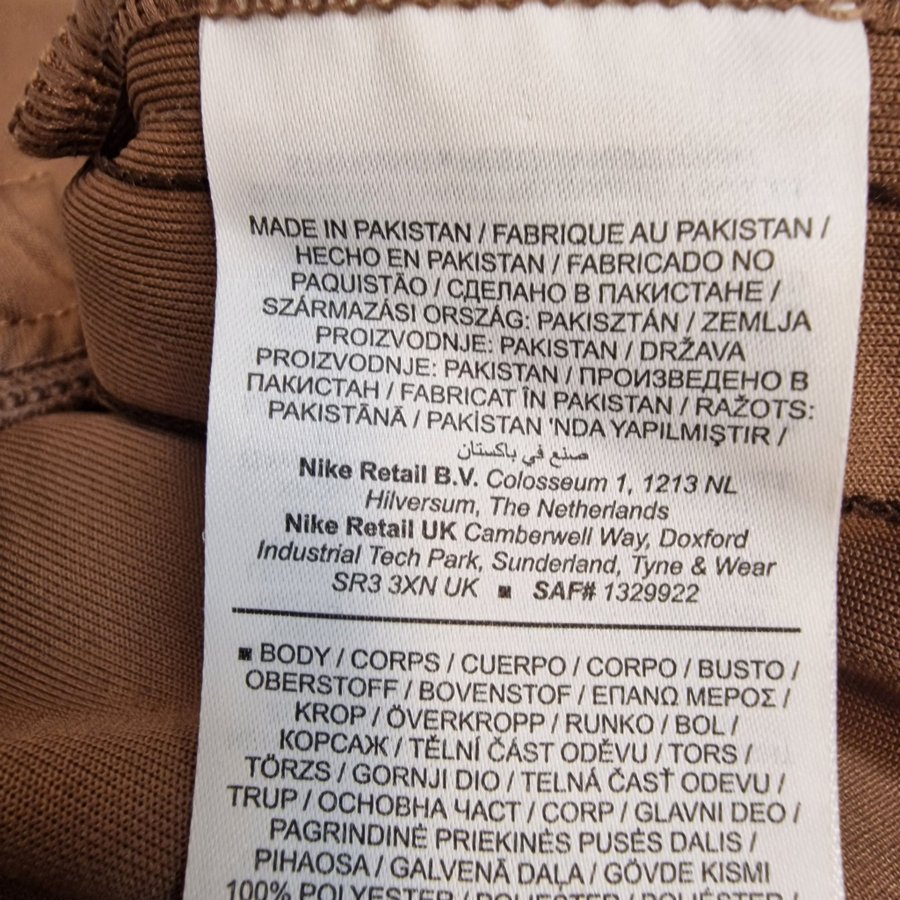 MADE IN PAKISTAN / FABRIQUE AU PAKISTAN /
HECHO EN PAKISTAN / FABRICADO NO
PAQUISTÃO / СДЕЛАНО В ПАКИСТАНЕ /
SZÁRMAZÁSI ORSZÁG: PAKISZTÁN / ZEMLJA
PROIZVODNJE: PAKISTAN / DRŽAVA
PROIZVODNJE: PAKISTAN / ПРОИЗВЕДЕНО В
ПАКИСТАН / FABRICAT ÎN PAKISTAN / RAŽOTS:
PAKISTĀNĀ / PAKİSTAN 'NDA YAPILMIŞTIR /
صنع في باكستان
Nike Retail B.V. Colosseum 1, 1213 NL
Hilversum, The Netherlands
Nike Retail UK Camberwell Way, Doxford
Industrial Tech Park, Sunderland, Tyne & Wear
SR3 3XN UK ■ SAF# 1329922
■ BODY / CORPS / CUERPO / CORPO / BUSTO /
OBERSTOFF / BOVENSTOF / ΕΠΑΝΩ ΜΕΡΟΣ /
KROP / ÖVERKROPP / RUNKO / BOL /
КОРСАЖ / TĚLNÍ ČÁST ODĚVU / TORS /
TÖRZS / GORNJI DIO / TELNÁ ČASŤ ODEVU /
TRUP / ОСНОВНА ЧАСТ / CORP / GLAVNI DEO /
PAGRINDINĖ PRIEKINĖS PUSĖS DALIS /
PIHAOSA / GALVENĀ DAĻA / GÖVDE KISMI
100% POLYESTER / POLIESTER / POLIÉSTER /